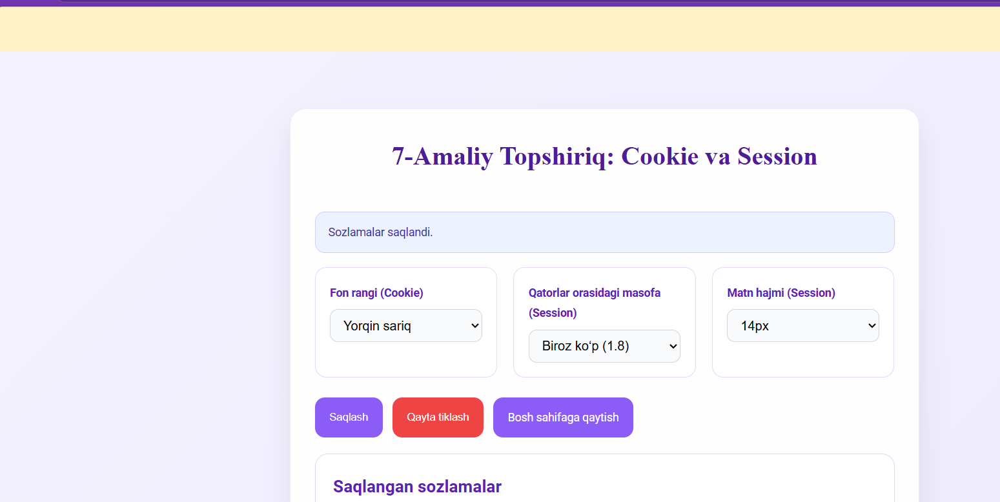 7-Amaliy Topshiriq: Cookie va Session
Sozlamalar saqlandi.
Fon rangi (Cookie)
Yorqin sariq
Qatorlar orasidagi masofa
(Session)
Biroz ko‘p (1.8)
Matn hajmi (Session)
14px
Saqlash
Qayta tiklash
Bosh sahifaga qaytish
Saqlangan sozlamalar